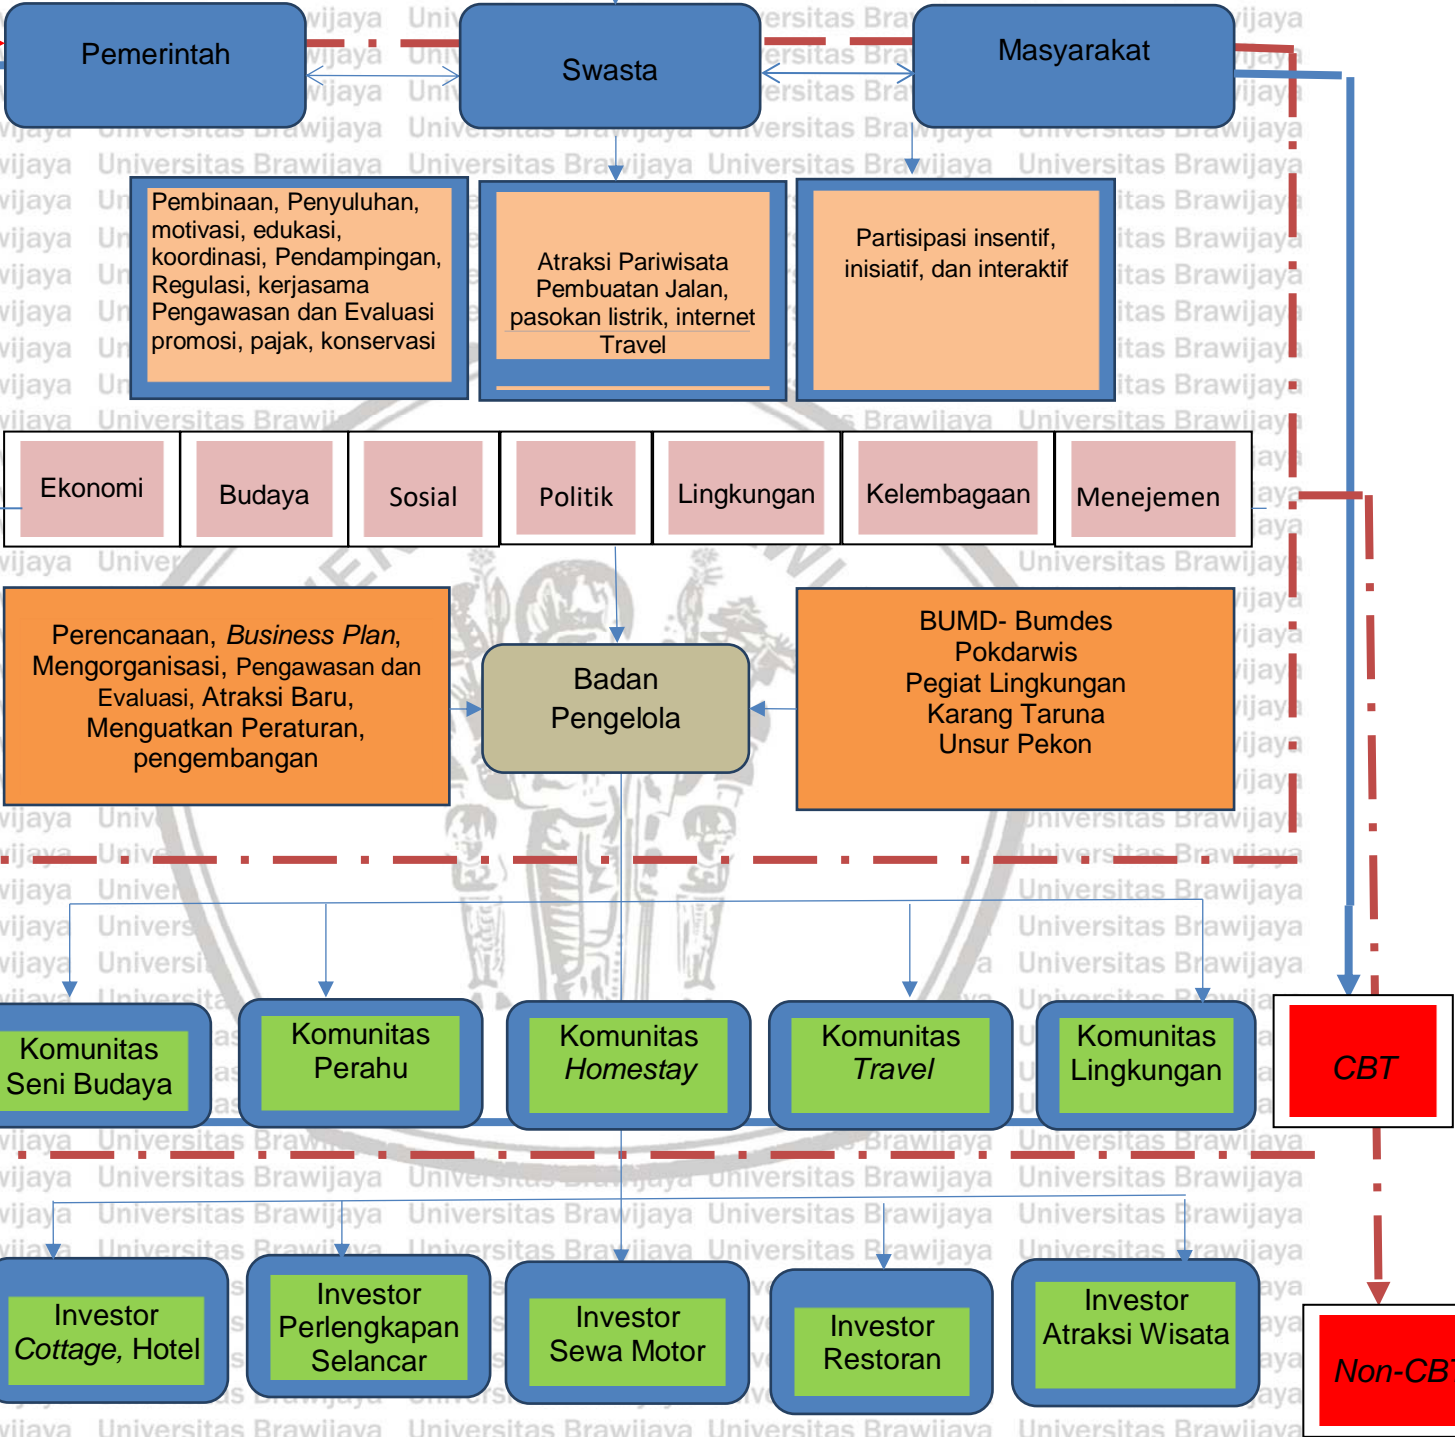 Pemerintah
Swasta
Masyarakat
Pembinaan, Penyuluhan,
motivasi, edukasi,
koordinasi, Pendampingan,
Regulasi, kerjasama
Pengawasan dan Evaluasi
promosi, pajak, konservasi
Atraksi Pariwisata
Pembuatan Jalan,
pasokan listrik, internet
Travel
Partisipasi insentif,
inisiatif, dan interaktif
Ekonomi
Budaya
Sosial
Politik
Lingkungan
Kelembagaan
Menejemen
Perencanaan, Business Plan,
Mengorganisasi, Pengawasan dan
Evaluasi, Atraksi Baru,
Menguatkan Peraturan,
pengembangan
Badan
Pengelola
BUMD- Bumdes
Pokdarwis
Pegiat Lingkungan
Karang Taruna
Unsur Pekon
Komunitas
Seni Budaya
Komunitas
Perahu
Komunitas
Homestay
Komunitas
Travel
Komunitas
Lingkungan
CBT
Investor
Cottage, Hotel
Investor
Perlengkapan
Selancar
Investor
Sewa Motor
Investor
Restoran
Investor
Atraksi Wisata
Non-CBT
Universitas Brawijaya